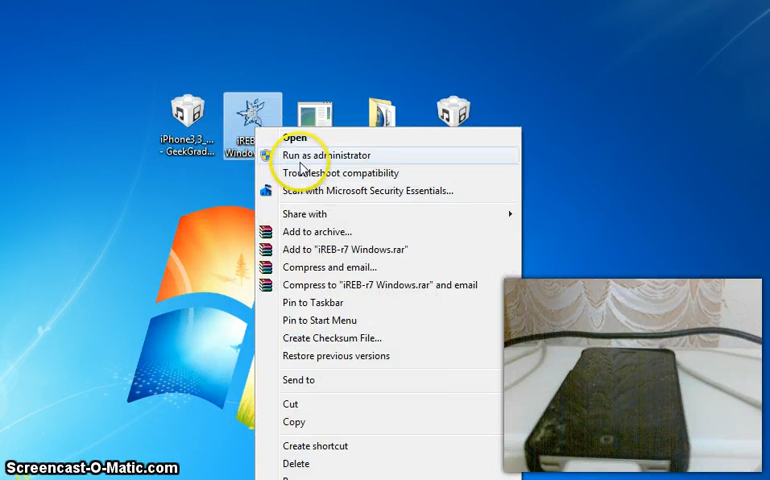 iPhone3,3_...
- GeekGrad...
iREB-
Windows
Open
Run as administrator
Troubleshoot compatibility
Scan with Microsoft Security Essentials...
Share with
Add to archive...
Add to "iREB-r7 Windows.rar"
Compress and email...
Compress to "iREB-r7 Windows.rar" and email
Pin to Taskbar
Pin to Start Menu
Create Checksum File...
Restore previous versions
Send to
Cut
Copy
Create shortcut
Delete
Screencast-O-Matic.com